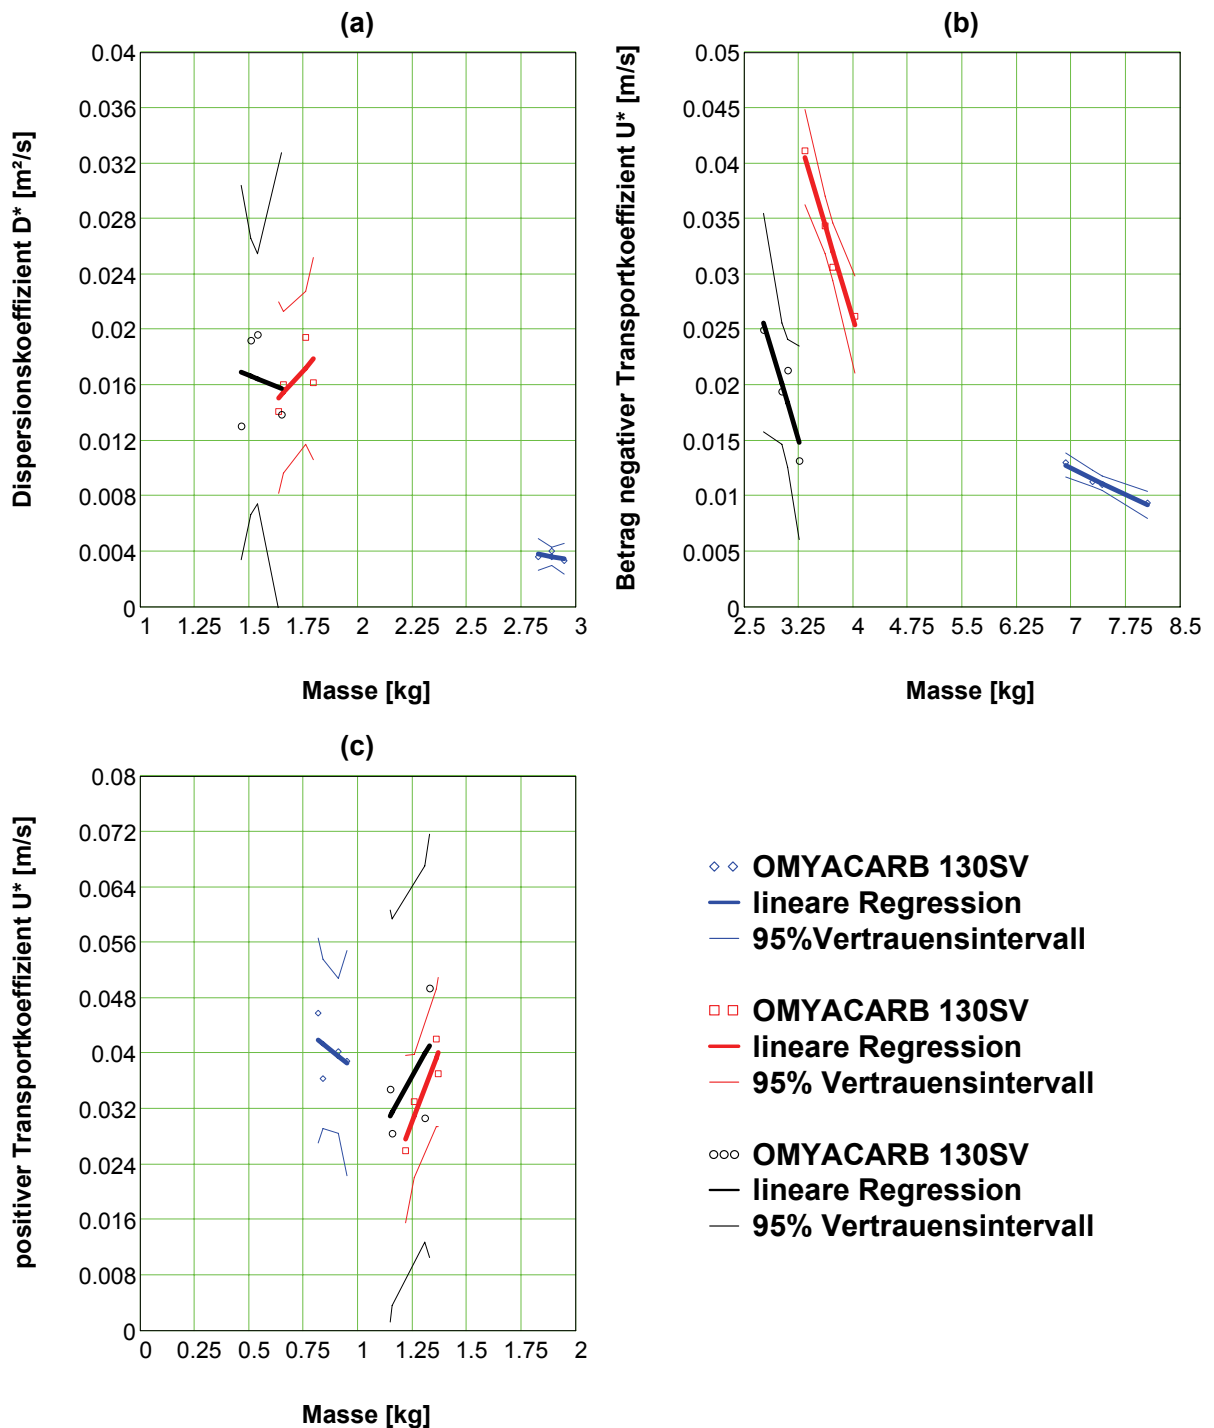 (a)
Dispersionskoeffizient D* [m²/s]
0.04
0.036
0.032
0.028
0.024
0.02
0.016
0.012
0.008
0.004
0
1 1.25 1.5 1.75 2 2.25 2.5 2.75 3
Masse [kg]
(b)
Betrag negativer Transportkoeffizient U* [m/s]
0.05
0.045
0.04
0.035
0.03
0.025
0.02
0.015
0.01
0.005
0
2.5 3.25 4 4.75 5.5 6.25 7 7.75 8.5
Masse [kg]
(c)
positiver Transportkoeffizient U* [m/s]
0.08
0.072
0.064
0.056
0.048
0.04
0.032
0.024
0.016
0.008
0
0 0.25 0.5 0.75 1 1.25 1.5 1.75 2
Masse [kg]
OMYACARB 130SV
lineare Regression
95%Vertrauensintervall
OMYACARB 130SV
lineare Regression
95% Vertrauensintervall
OMYACARB 130SV
lineare Regression
95% Vertrauensintervall